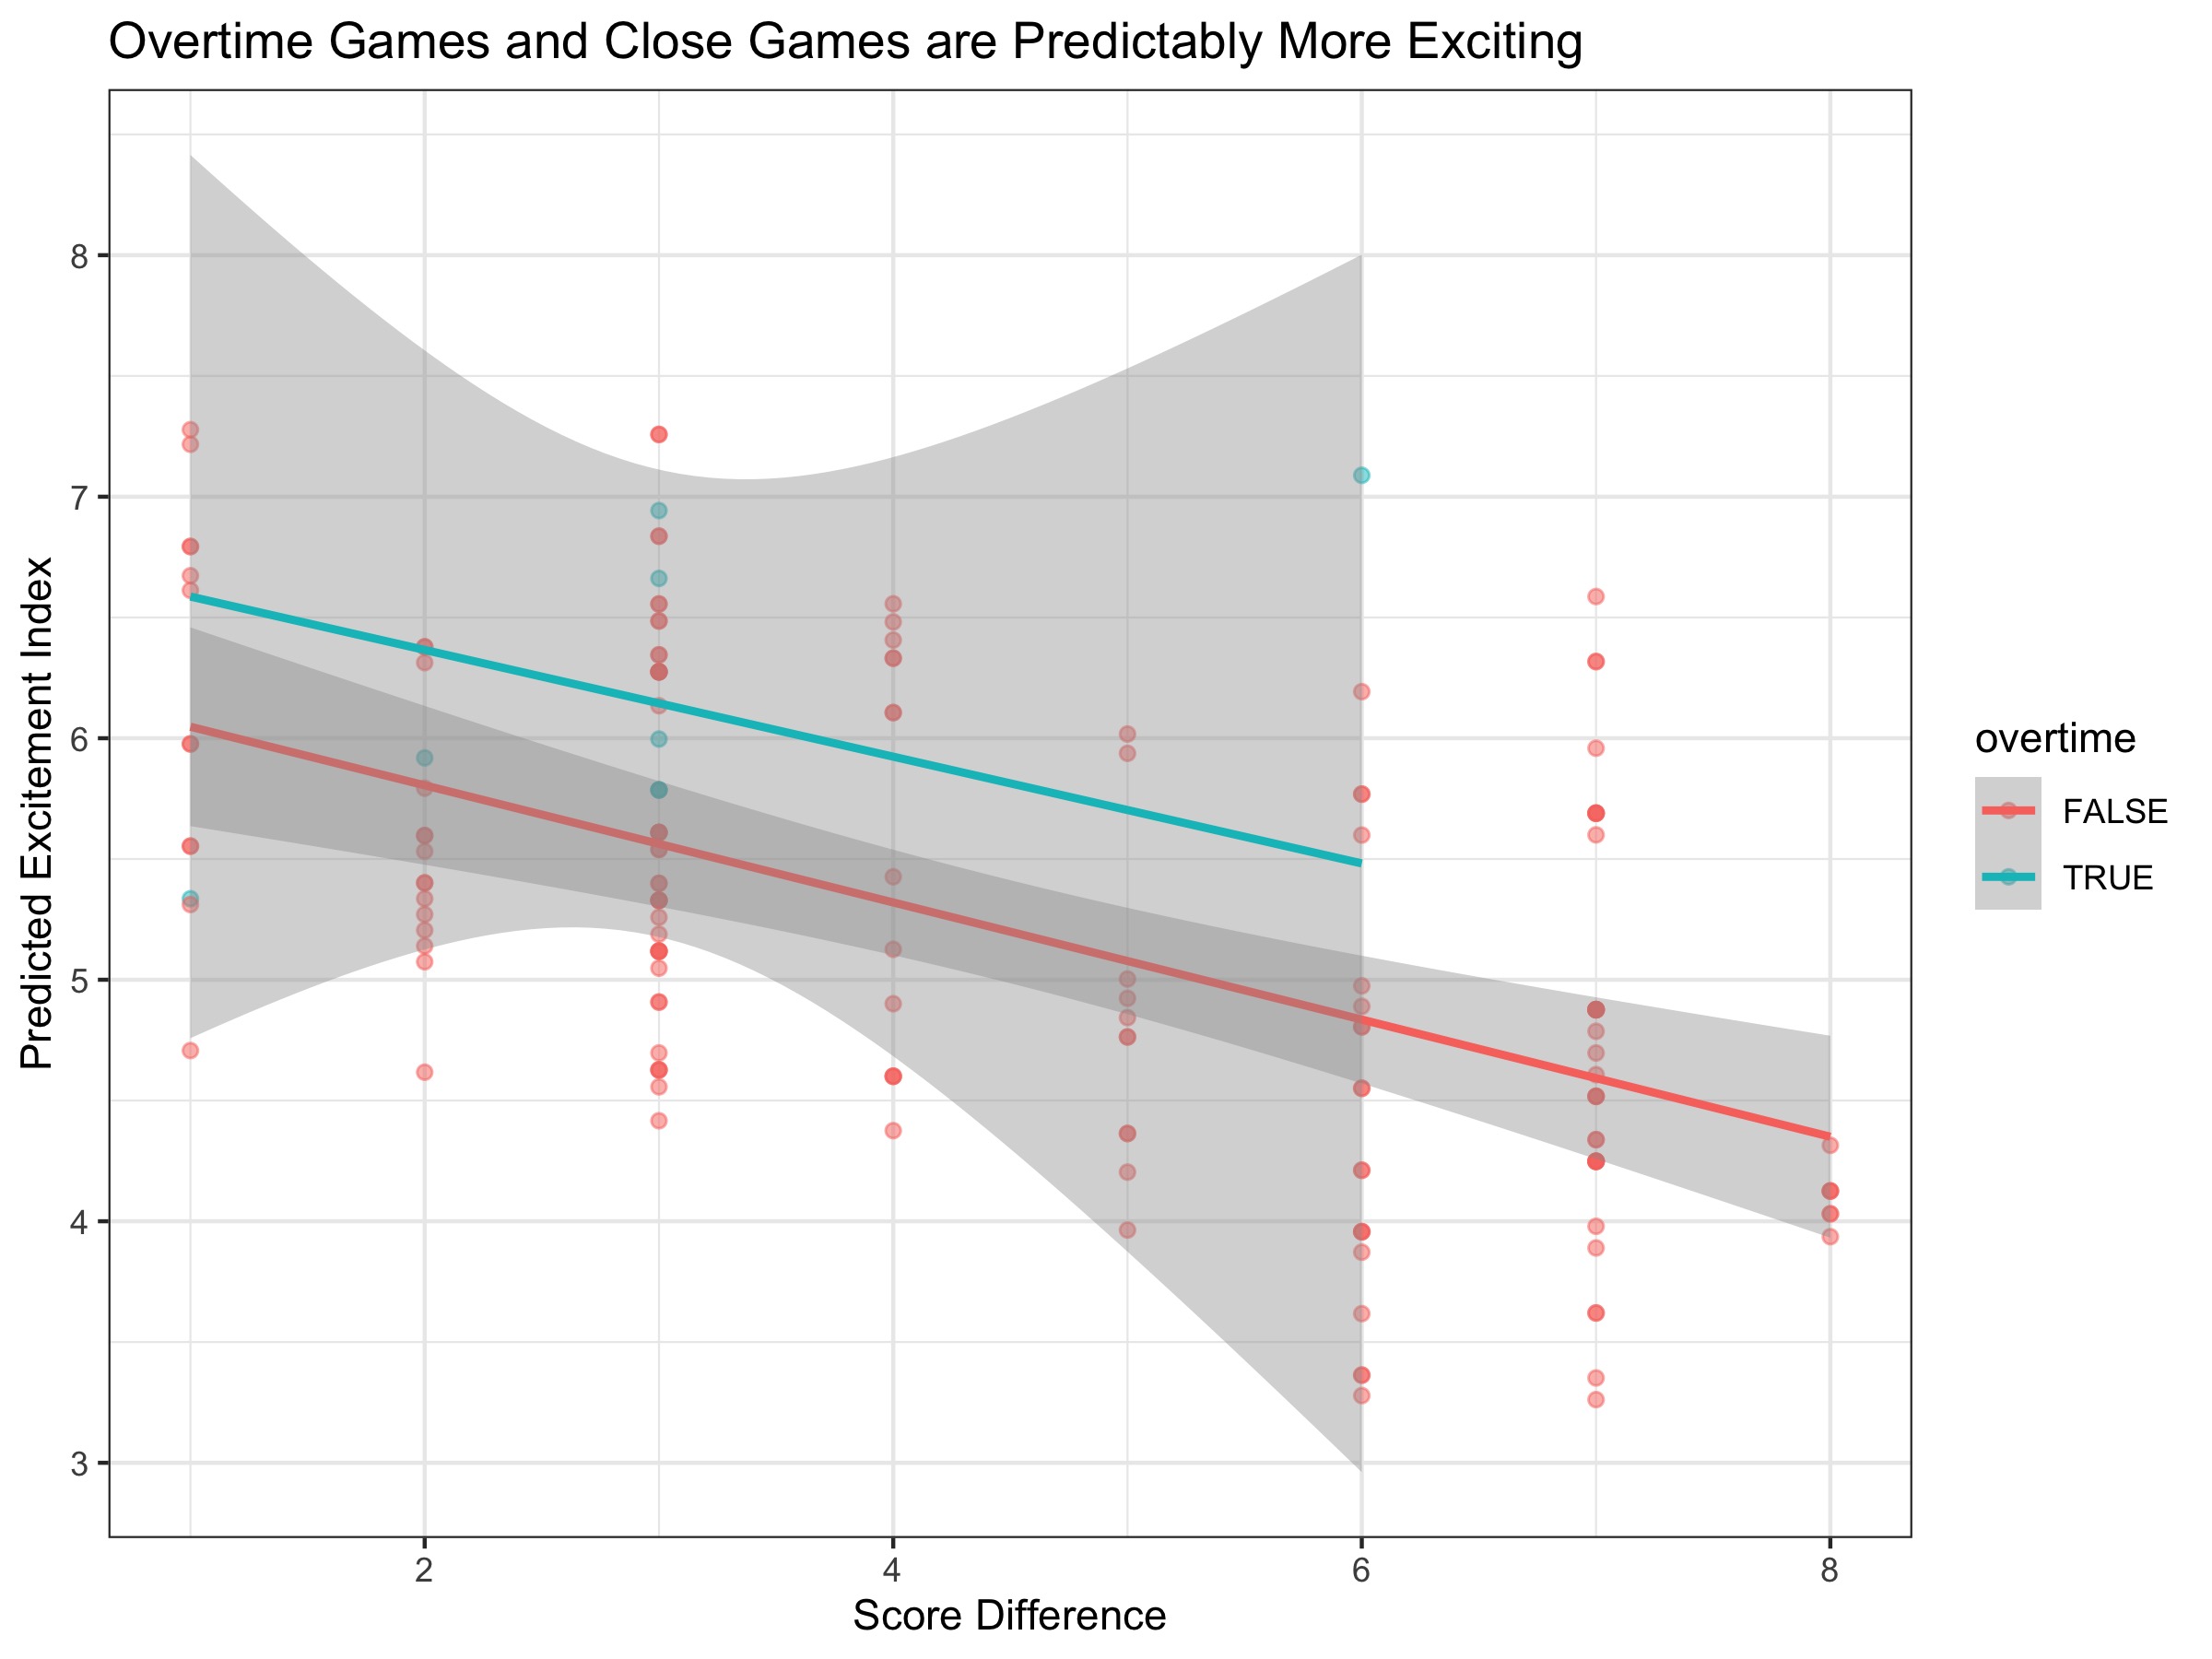 Overtime Games and Close Games are Predictably More Exciting
Predicted Excitement Index
8
7
6
5
4
3
2
4
6
8
Score Difference
overtime
FALSE
TRUE